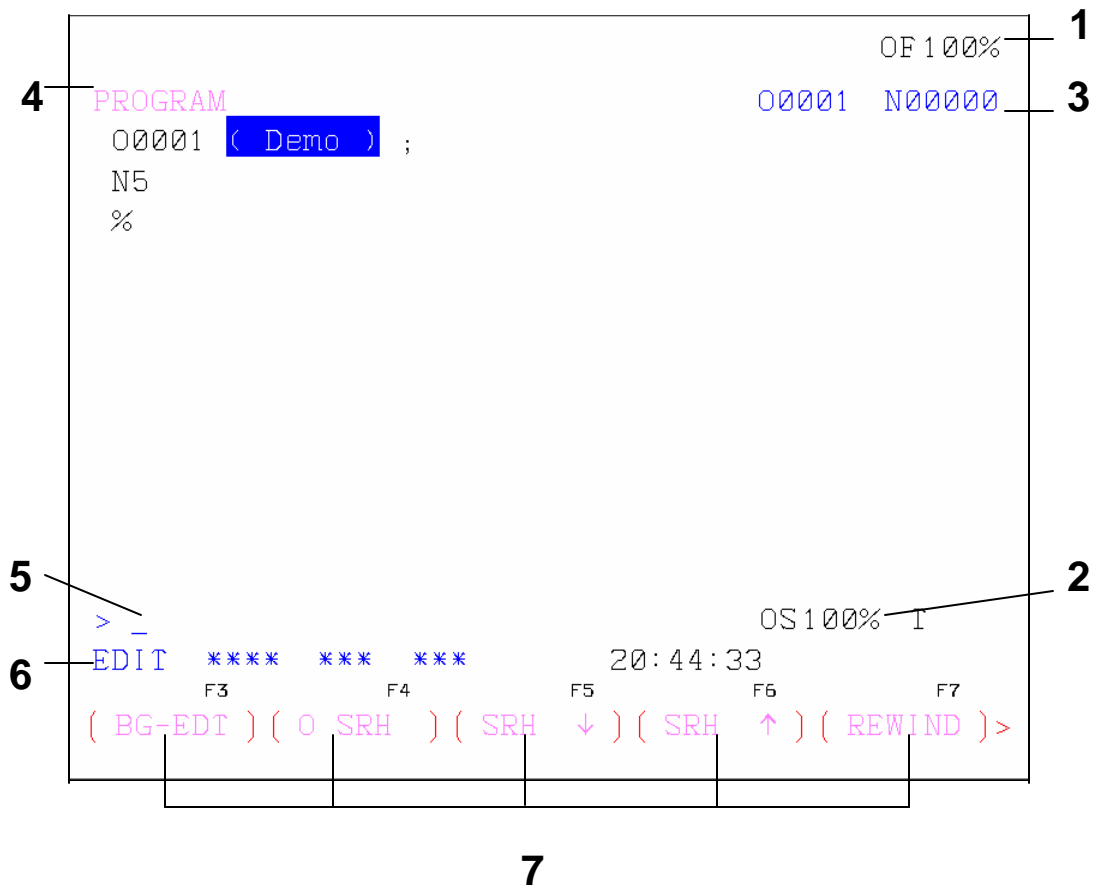 OF100% 1
4 PROGRAM O0001 N00000 3
O0001 ( Demo ) ;
N5
%
5 2
> _ OS100% T
6 EDIT **** *** *** 20:44:33
F3 F4 F5 F6 F7
( BG-EDT ) ( O SRH ) ( SRH ↓ ) ( SRH ↑ ) ( REWIND ) >
7